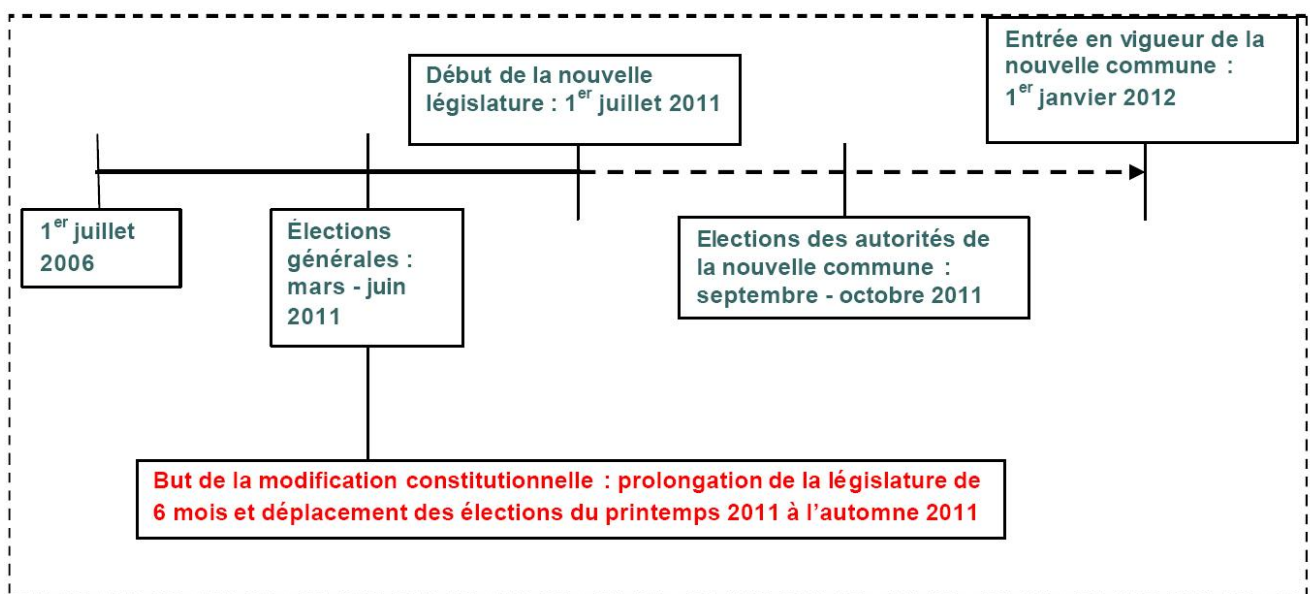 Entrée en vigueur de la
nouvelle commune :
1er janvier 2012
Début de la nouvelle
législature : 1er juillet 2011
1er juillet
2006
Élections
générales :
mars - juin
2011
Elections des autorités de
la nouvelle commune :
septembre - octobre 2011
But de la modification constitutionnelle : prolongation de la législature de
6 mois et déplacement des élections du printemps 2011 à l'automne 2011